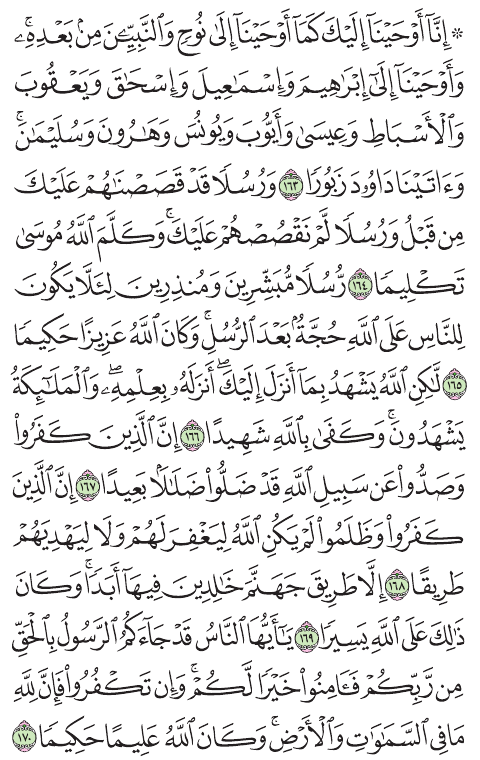 ۞ إِنَّآ أَوۡحَيۡنَآ إِلَيۡكَ كَمَآ أَوۡحَيۡنَآ إِلَىٰ نُوحٖ وَٱلنَّبِيِّـۧنَ مِنۢ بَعۡدِهِۦۚ
وَأَوۡحَيۡنَآ إِلَىٰٓ إِبۡرَٰهِيمَ وَإِسۡمَٰعِيلَ وَإِسۡحَٰقَ وَيَعۡقُوبَ
وَٱلۡأَسۡبَاطِ وَعِيسَىٰ وَأَيُّوبَ وَيُونُسَ وَهَٰرُونَ وَسُلَيۡمَٰنَۚ
وَءَاتَيۡنَا دَاوُۥدَ زَبُورٗا ١٦٣ وَرُسُلٗا قَدۡ قَصَصۡنَٰهُمۡ عَلَيۡكَ
مِن قَبۡلُ وَرُسُلٗا لَّمۡ نَقۡصُصۡهُمۡ عَلَيۡكَۚ وَكَلَّمَ ٱللَّهُ مُوسَىٰ
تَكۡلِيمٗا ١٦٤ رُّسُلٗا مُّبَشِّرِينَ وَمُنذِرِينَ لِئَلَّا يَكُونَ
لِلنَّاسِ عَلَى ٱللَّهِ حُجَّةُۢ بَعۡدَ ٱلرُّسُلِۚ وَكَانَ ٱللَّهُ عَزِيزًا حَكِيمٗا
١٦٥ لَّٰكِنِ ٱللَّهُ يَشۡهَدُ بِمَآ أَنزَلَ إِلَيۡكَۖ أَنزَلَهُۥ بِعِلۡمِهِۦۖ وَٱلۡمَلَٰٓئِكَةُ
يَشۡهَدُونَۚ وَكَفَىٰ بِٱللَّهِ شَهِيدًا ١٦٦ إِنَّ ٱلَّذِينَ كَفَرُواْ
وَصَدُّواْ عَن سَبِيلِ ٱللَّهِ قَدۡ ضَلُّواْ ضَلَٰلَۢا بَعِيدًا ١٦٧ إِنَّ ٱلَّذِينَ
كَفَرُواْ وَظَلَمُواْ لَمۡ يَكُنِ ٱللَّهُ لِيَغۡفِرَ لَهُمۡ وَلَا لِيَهۡدِيَهُمۡ
طَرِيقًا ١٦٨ إِلَّا طَرِيقَ جَهَنَّمَ خَٰلِدِينَ فِيهَآ أَبَدٗاۚ وَكَانَ
ذَٰلِكَ عَلَى ٱللَّهِ يَسِيرٗا ١٦٩ يَٰٓأَيُّهَا ٱلنَّاسُ قَدۡ جَآءَكُمُ ٱلرَّسُولُ بِٱلۡحَقِّ
مِن رَّبِّكُمۡ فَـَٔامِنُواْ خَيۡرٗا لَّكُمۡۚ وَإِن تَكۡفُرُواْ فَإِنَّ لِلَّهِ
مَا فِي ٱلسَّمَٰوَٰتِ وَٱلۡأَرۡضِۚ وَكَانَ ٱللَّهُ عَلِيمًا حَكِيمٗا ١٧٠